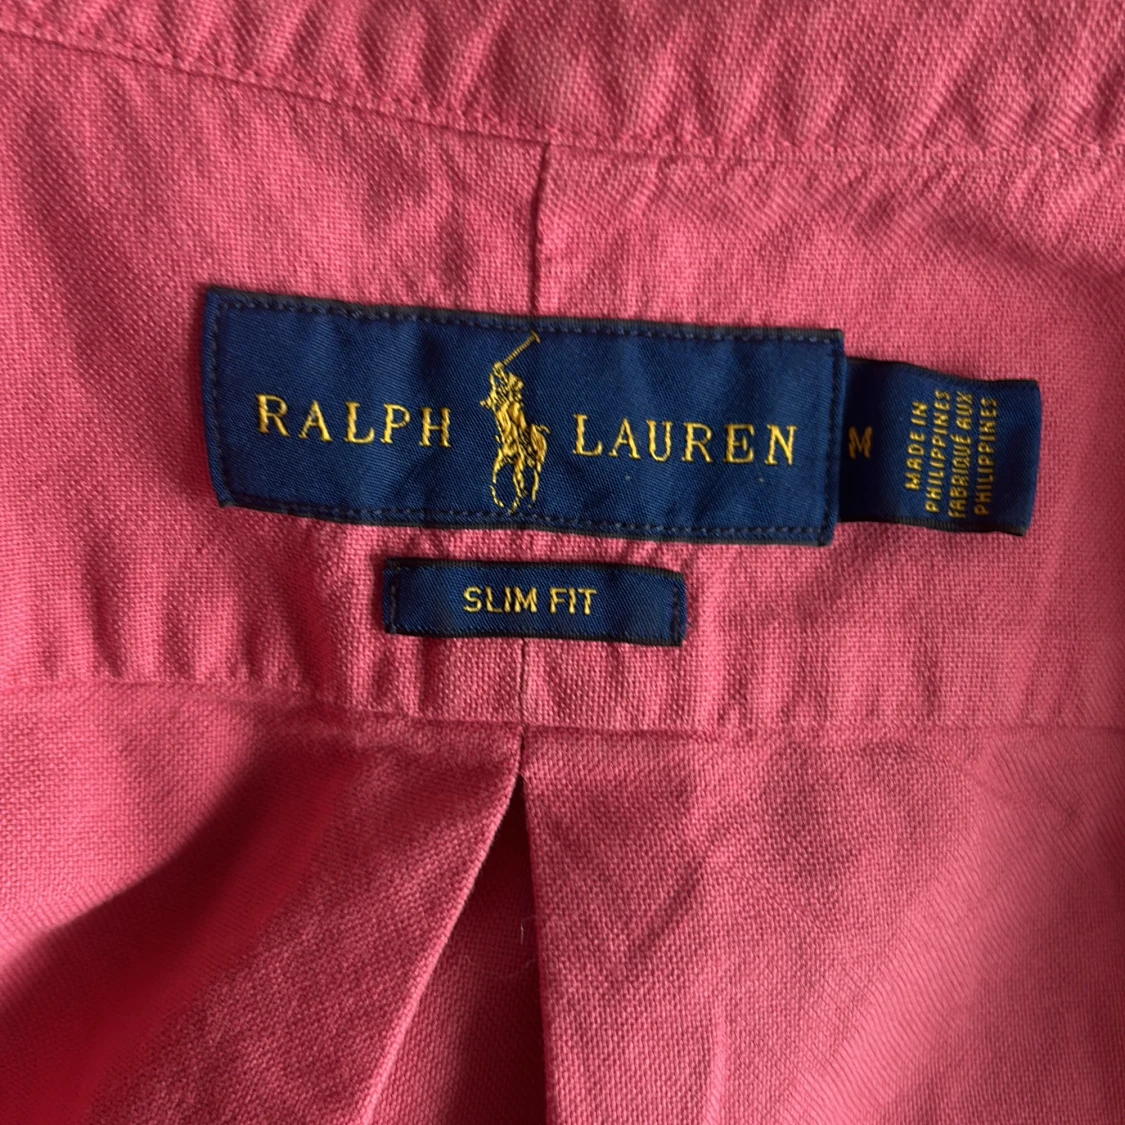 RALPH LAUREN
M
MADE IN
PHILIPPINES
FABRIQUÉ AUX
PHILIPPINES
SLIM FIT